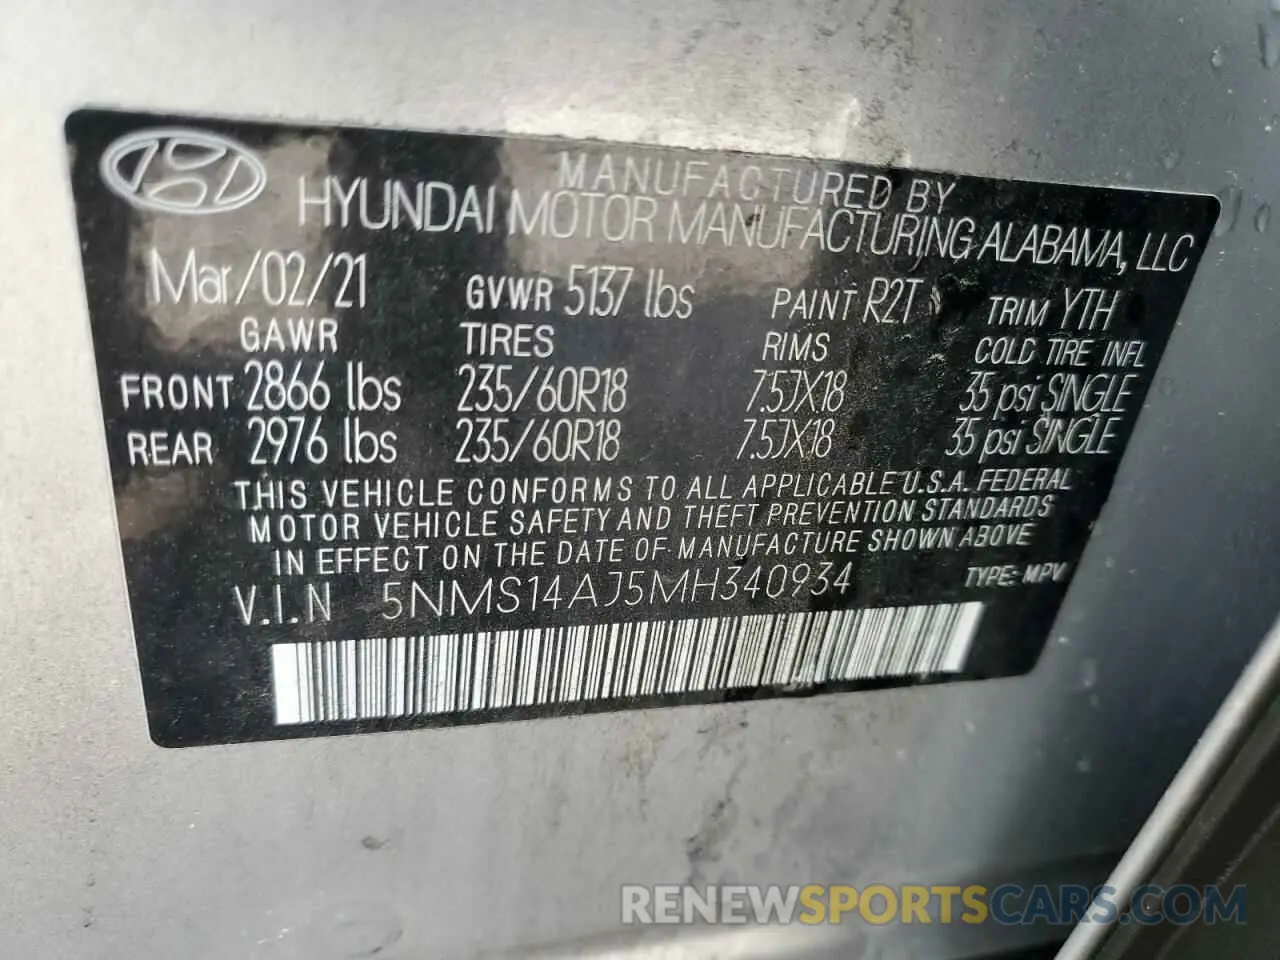 MANUFACTURED BY
HYUNDAI MOTOR MANUFACTURING ALABAMA, LLC
Mar/02/21 GVWR 5137 lbs PAINT R2T TRIM YTH
GAWR TIRES RIMS COLD TIRE INFL
FRONT 2866 lbs 235/60R18 7.5JX18 35 psi SINGLE
REAR 2976 lbs 235/60R18 7.5JX18 35 psi SINGLE
THIS VEHICLE CONFORMS TO ALL APPLICABLE U.S.A. FEDERAL
MOTOR VEHICLE SAFETY AND THEFT PREVENTION STANDARDS
IN EFFECT ON THE DATE OF MANUFACTURE SHOWN ABOVE
V.I.N 5NMS14AJ5MH340934 TYPE: MPV
RENEWSPORTSCARS.COM